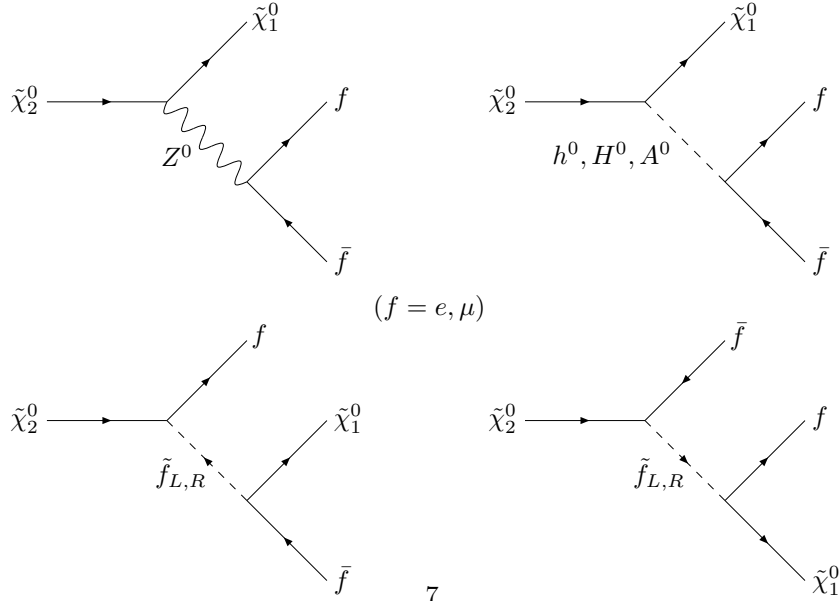 χ̃₁⁰ χ̃₁⁰
χ̃₂⁰ f χ̃₂⁰ f
Z⁰ h⁰, H⁰, A⁰
f̄ f̄
(f = e, μ)
f f̄
χ̃₂⁰ χ̃₁⁰ χ̃₂⁰ f
f̃L,R f̃L,R
f̄ χ̃₁⁰
7